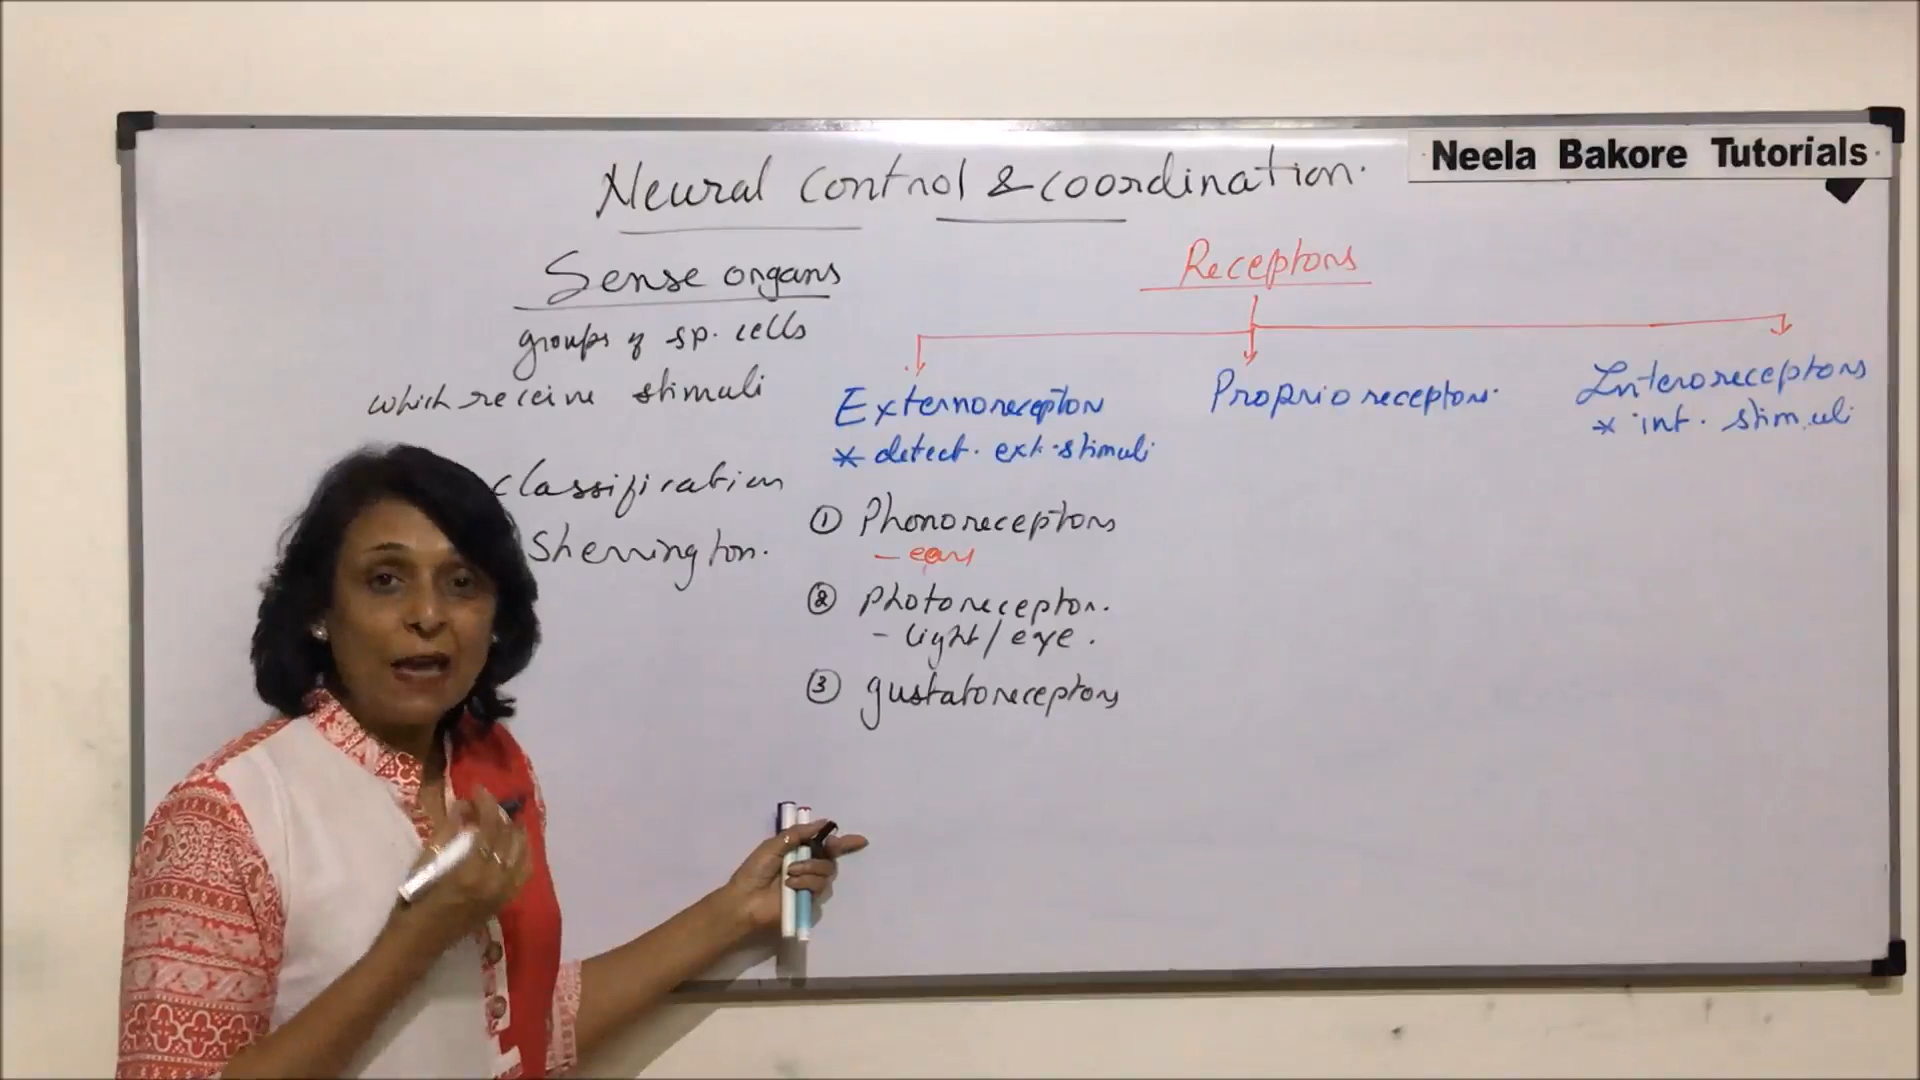 Neela Bakore Tutorials
Neural control & coordination.
Sense organs
groups of sp. cells
which receive stimuli
classification
Sherrington.
Receptors
Externoreceptor
* detect. ext. stimuli
① Phonoreceptors
- ears
② Photoreceptor.
- light/eye.
③ gustatoreceptors
Proprioreceptors.
Interoreceptors
* int. stimuli